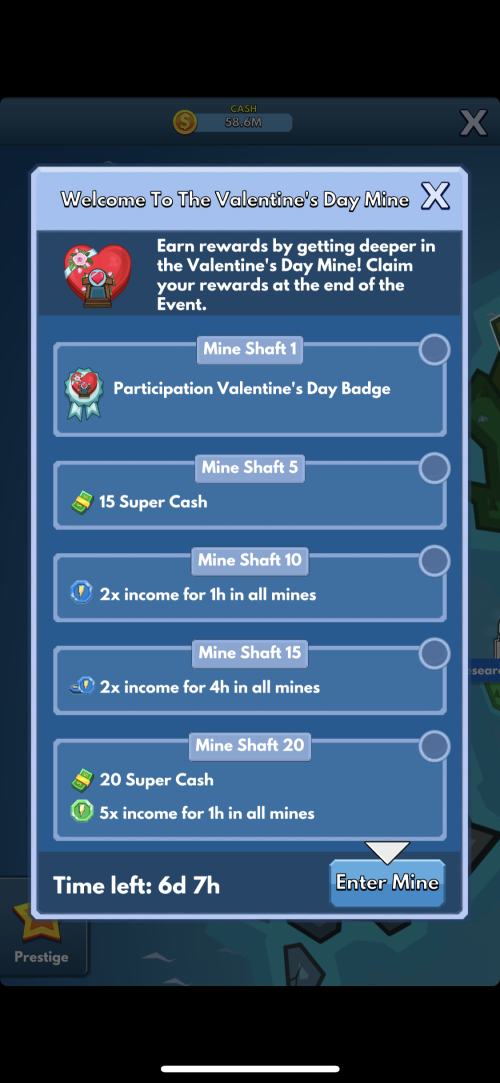 CASH
58.6M
X
Welcome To The Valentine's Day Mine
X
Earn rewards by getting deeper in
the Valentine's Day Mine! Claim
your rewards at the end of the
Event.
Mine Shaft 1
Participation Valentine's Day Badge
Mine Shaft 5
15 Super Cash
Mine Shaft 10
2x income for 1h in all mines
Mine Shaft 15
2x income for 4h in all mines
Mine Shaft 20
20 Super Cash
5x income for 1h in all mines
Time left: 6d 7h
Enter Mine
Prestige